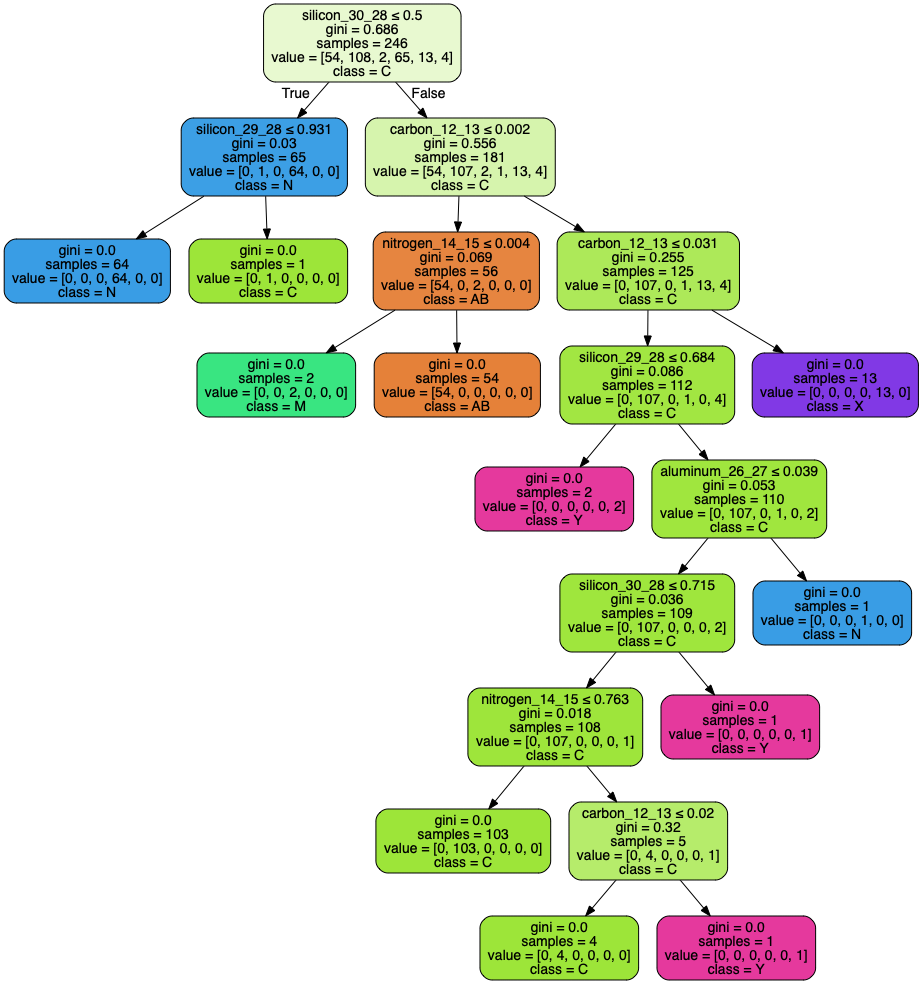 silicon_30_28 ≤ 0.5
gini = 0.686
samples = 246
value = [54, 108, 2, 65, 13, 4]
class = C
True
False
silicon_29_28 ≤ 0.931
gini = 0.03
samples = 65
value = [0, 1, 0, 64, 0, 0]
class = N
carbon_12_13 ≤ 0.002
gini = 0.556
samples = 181
value = [54, 107, 2, 1, 13, 4]
class = C
gini = 0.0
samples = 64
value = [0, 0, 0, 64, 0, 0]
class = N
gini = 0.0
samples = 1
value = [0, 1, 0, 0, 0, 0]
class = C
nitrogen_14_15 ≤ 0.004
gini = 0.069
samples = 56
value = [54, 0, 2, 0, 0, 0]
class = AB
carbon_12_13 ≤ 0.031
gini = 0.255
samples = 125
value = [0, 107, 0, 1, 13, 4]
class = C
gini = 0.0
samples = 2
value = [0, 0, 2, 0, 0, 0]
class = M
gini = 0.0
samples = 54
value = [54, 0, 0, 0, 0, 0]
class = AB
silicon_29_28 ≤ 0.684
gini = 0.086
samples = 112
value = [0, 107, 0, 1, 0, 4]
class = C
gini = 0.0
samples = 13
value = [0, 0, 0, 0, 13, 0]
class = X
gini = 0.0
samples = 2
value = [0, 0, 0, 0, 0, 2]
class = Y
aluminum_26_27 ≤ 0.039
gini = 0.053
samples = 110
value = [0, 107, 0, 1, 0, 2]
class = C
silicon_30_28 ≤ 0.715
gini = 0.036
samples = 109
value = [0, 107, 0, 0, 0, 2]
class = C
gini = 0.0
samples = 1
value = [0, 0, 0, 1, 0, 0]
class = N
nitrogen_14_15 ≤ 0.763
gini = 0.018
samples = 108
value = [0, 107, 0, 0, 0, 1]
class = C
gini = 0.0
samples = 1
value = [0, 0, 0, 0, 0, 1]
class = Y
gini = 0.0
samples = 103
value = [0, 103, 0, 0, 0, 0]
class = C
carbon_12_13 ≤ 0.02
gini = 0.32
samples = 5
value = [0, 4, 0, 0, 0, 1]
class = C
gini = 0.0
samples = 4
value = [0, 4, 0, 0, 0, 0]
class = C
gini = 0.0
samples = 1
value = [0, 0, 0, 0, 0, 1]
class = Y